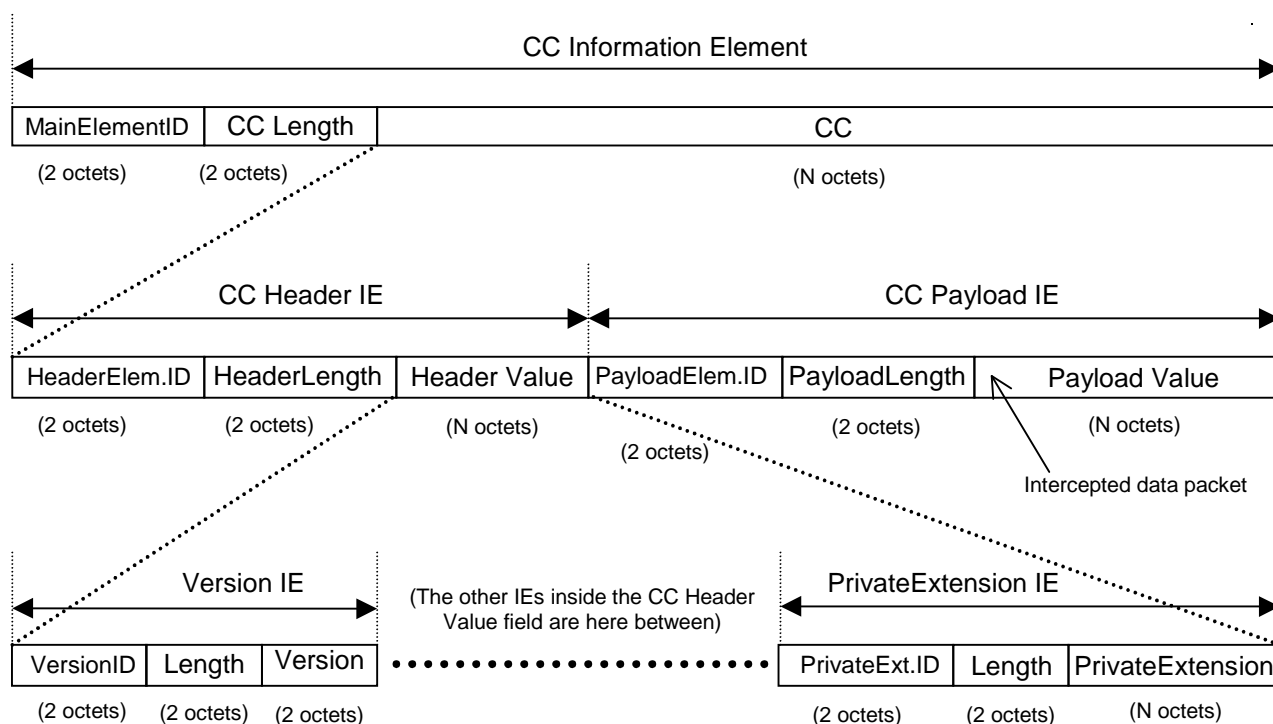 CC Information Element
MainElementID CC Length CC
(2 octets) (2 octets) (N octets)
CC Header IE CC Payload IE
HeaderElem.ID HeaderLength Header Value PayloadElem.ID PayloadLength Payload Value
(2 octets) (2 octets) (N octets) (2 octets) (2 octets) (N octets)
Intercepted data packet
Version IE
(The other IEs inside the CC Header
Value field are here between)
PrivateExtension IE
VersionID Length Version PrivateExt.ID Length PrivateExtension
(2 octets) (2 octets) (2 octets) (2 octets) (2 octets) (N octets)